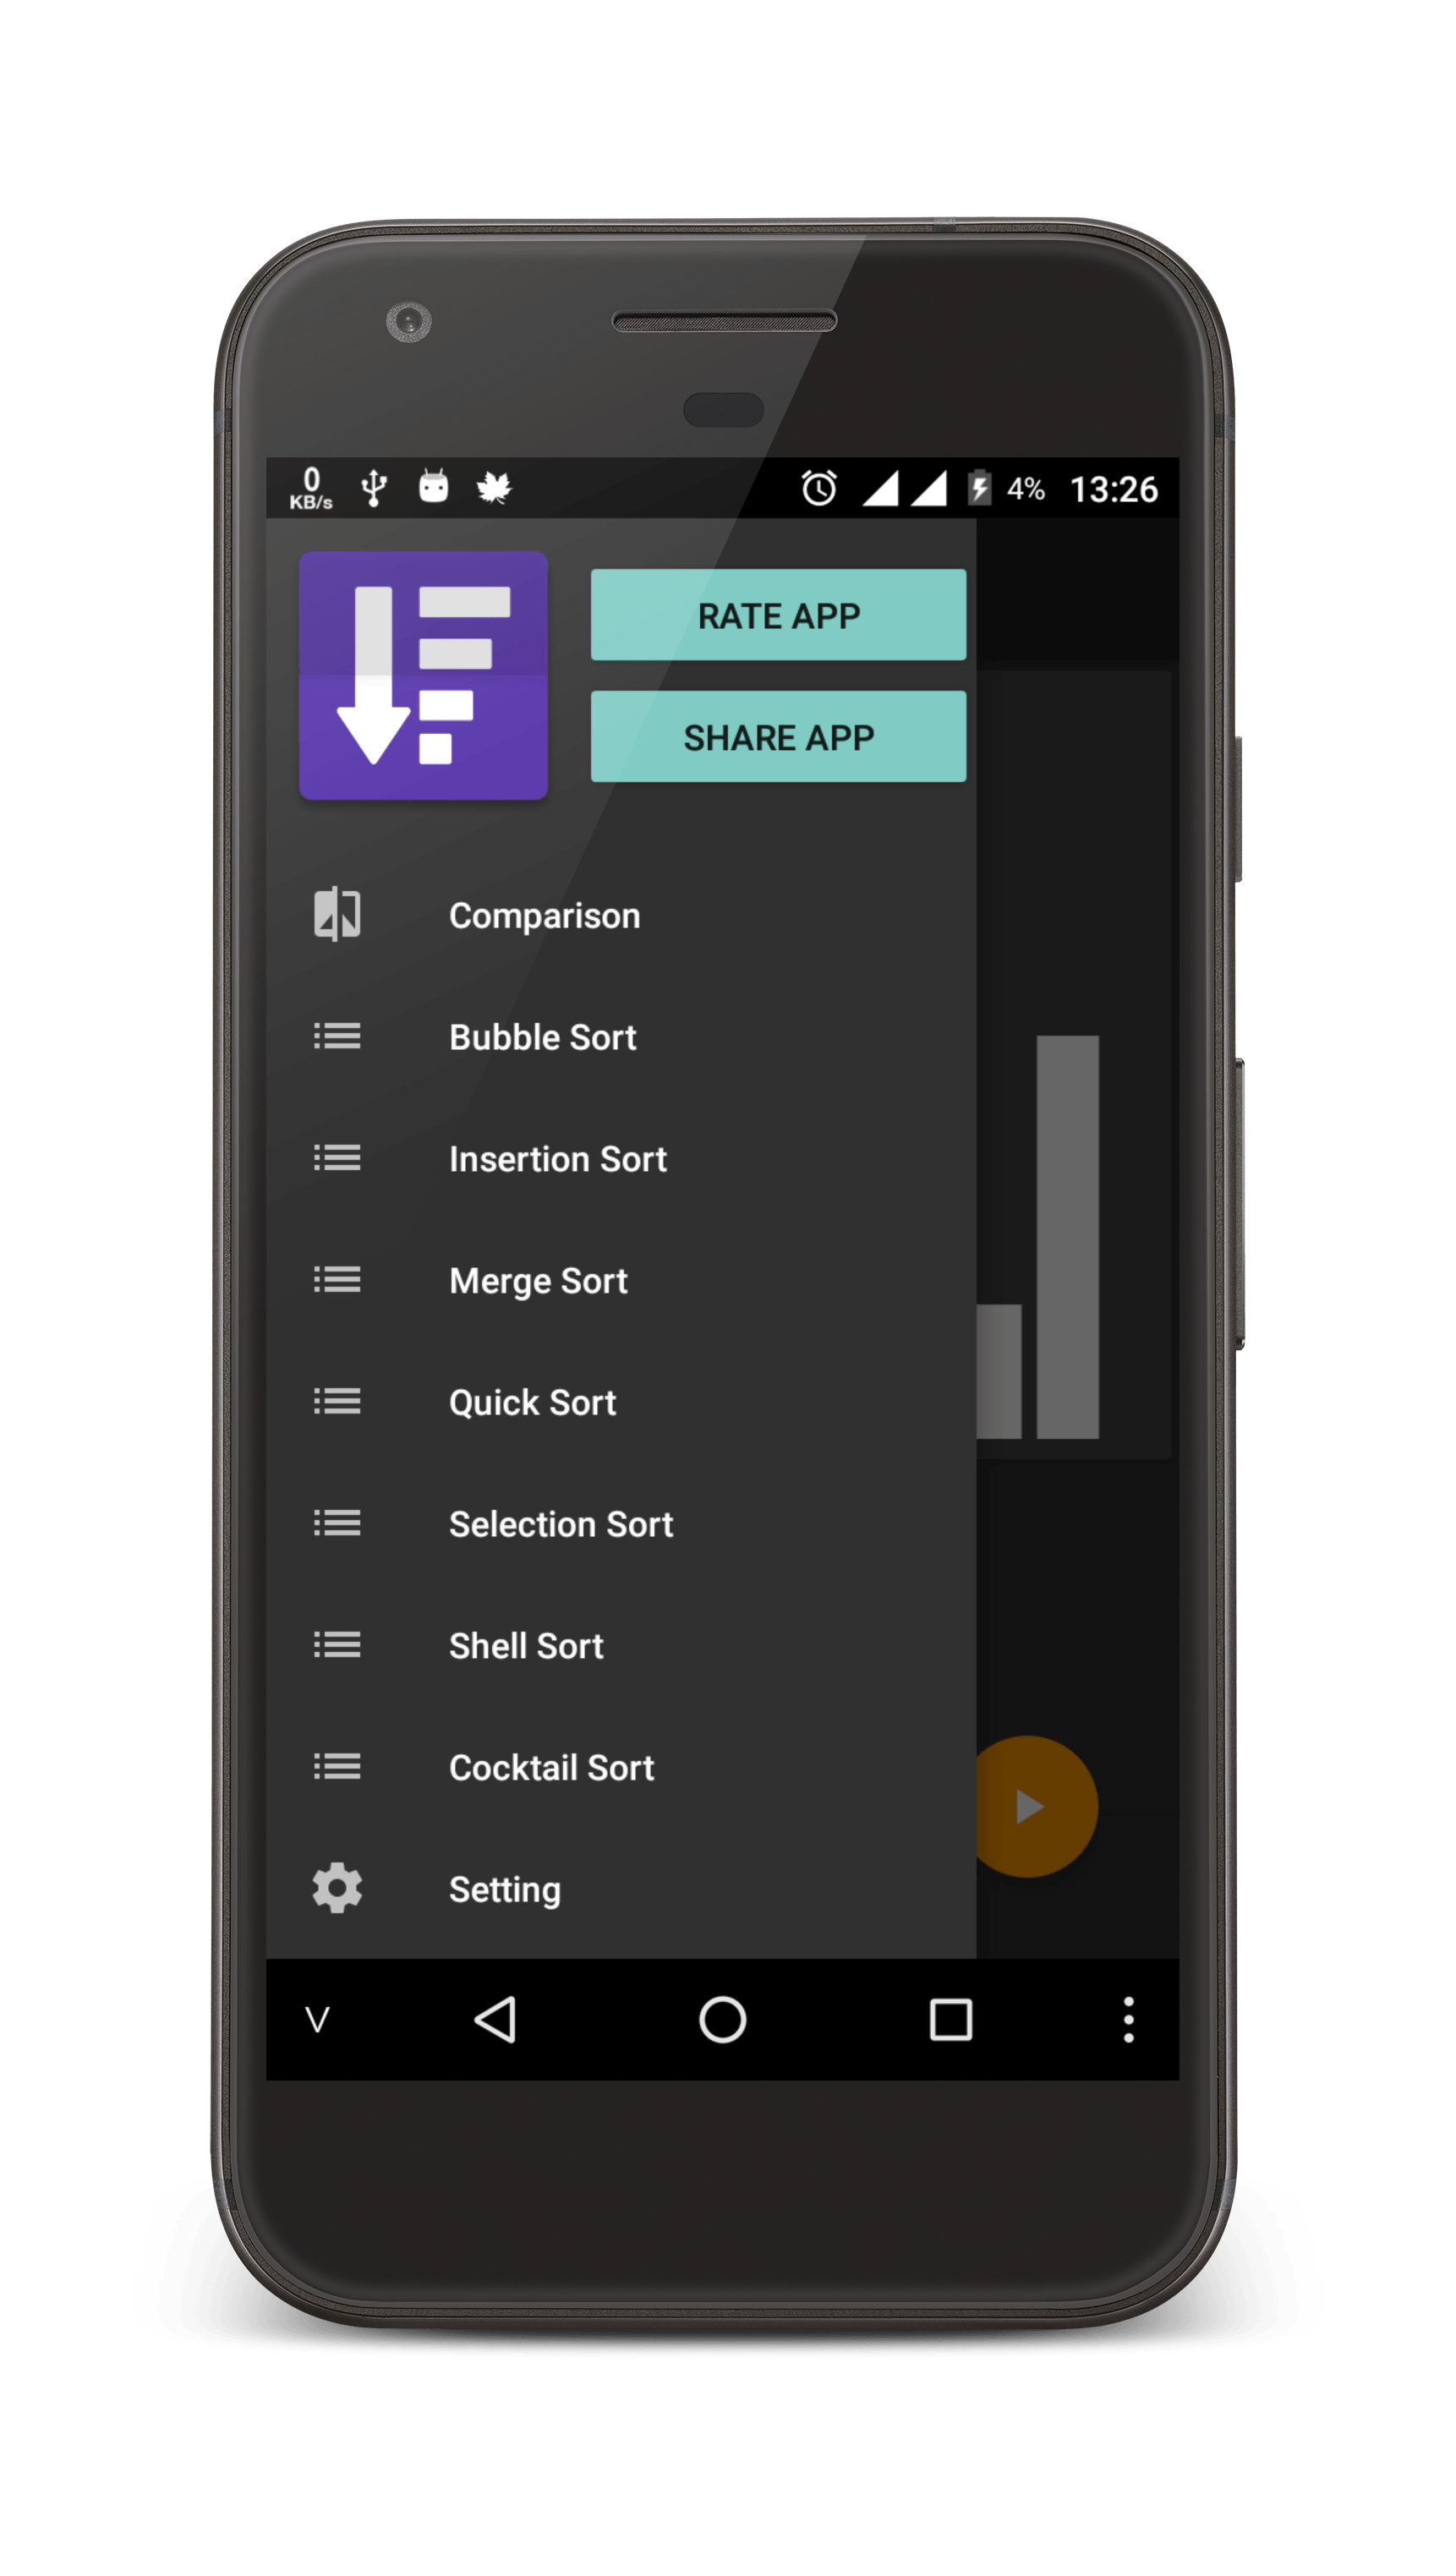 0
KB/s
4% 13:26
RATE APP
SHARE APP
Comparison
Bubble Sort
Insertion Sort
Merge Sort
Quick Sort
Selection Sort
Shell Sort
Cocktail Sort
Setting